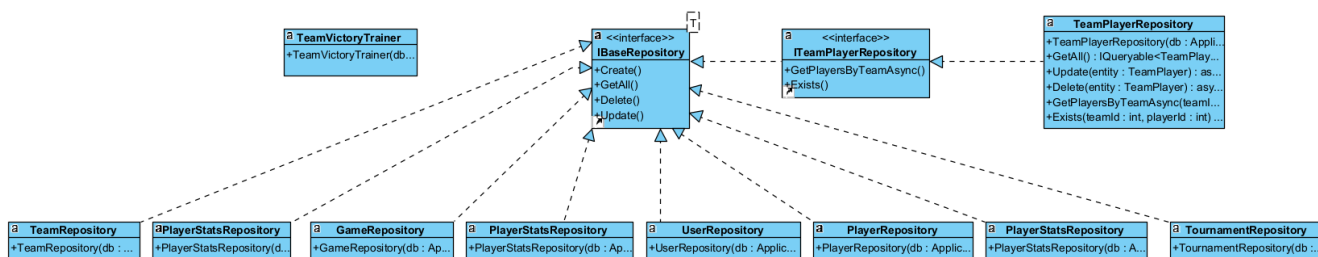 TeamVictoryTrainer
+TeamVictoryTrainer(db...
T
<<interface>>
IBaseRepository
+Create()
+GetAll()
+Delete()
+Update()
<<interface>>
ITeamPlayerRepository
+GetPlayersByTeamAsync()
+Exists()
TeamPlayerRepository
+TeamPlayerRepository(db : Appli...
+GetAll() : IQueryable<TeamPlay...
+Update(entity : TeamPlayer) : as...
+Delete(entity : TeamPlayer) : asy...
+GetPlayersByTeamAsync(teamI...
+Exists(teamId : int, playerId : int) ...
TeamRepository
+TeamRepository(db : ...
PlayerStatsRepository
+PlayerStatsRepository(d...
GameRepository
+GameRepository(db : Ap...
PlayerStatsRepository
+PlayerStatsRepository(db : Ap...
UserRepository
+UserRepository(db : Applic...
PlayerRepository
+PlayerRepository(db : Applic...
PlayerStatsRepository
+PlayerStatsRepository(db : A...
TournamentRepository
+TournamentRepository(db :...